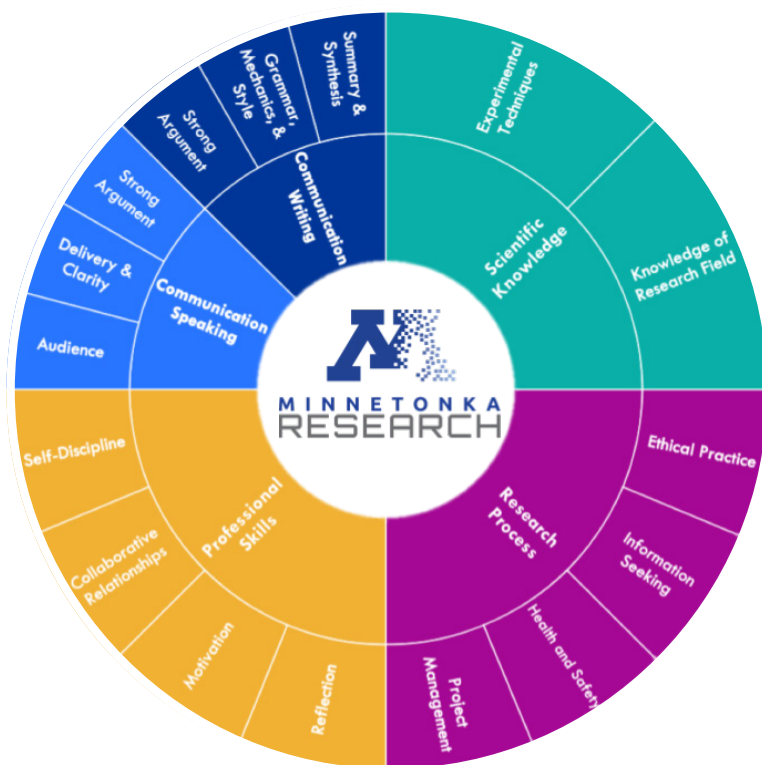 Summary &
Synthesis
Grammar,
Mechanics, &
Style
Strong
Argument
Communication
Writing
Experimental
Techniques
Knowledge of
Research Field
Scientific
Knowledge
Strong
Argument
Delivery &
Clarity
Audience
Communication
Speaking
M
MINNETONKA
RESEARCH
Ethical Practice
Information
Seeking
Health and Safety
Project
Management
Research
Process
Self-Discipline
Collaborative
Relationships
Motivation
Reflection
Professional
Skills